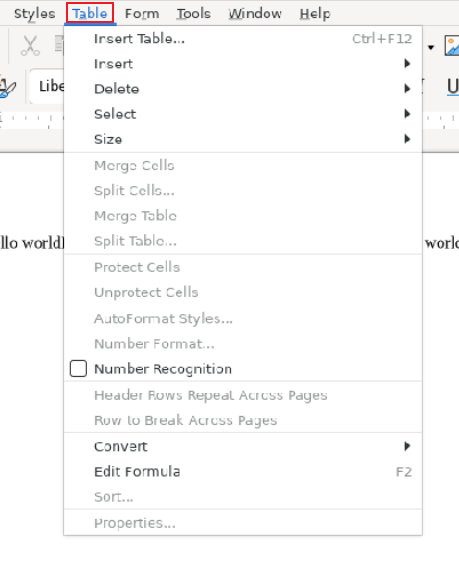 Styles Table Form Tools Window Help
Insert Table... Ctrl+F12
Insert
Libe
Delete
Select
Size
Merge Cells
Split Cells...
Merge Table
llo world Split Table... world
Protect Cells
Unprotect Cells
AutoFormat Styles...
Number Format...
Number Recognition
Header Rows Repeat Across Pages
Row to Break Across Pages
Convert
Edit Formula F2
Sort...
Properties...